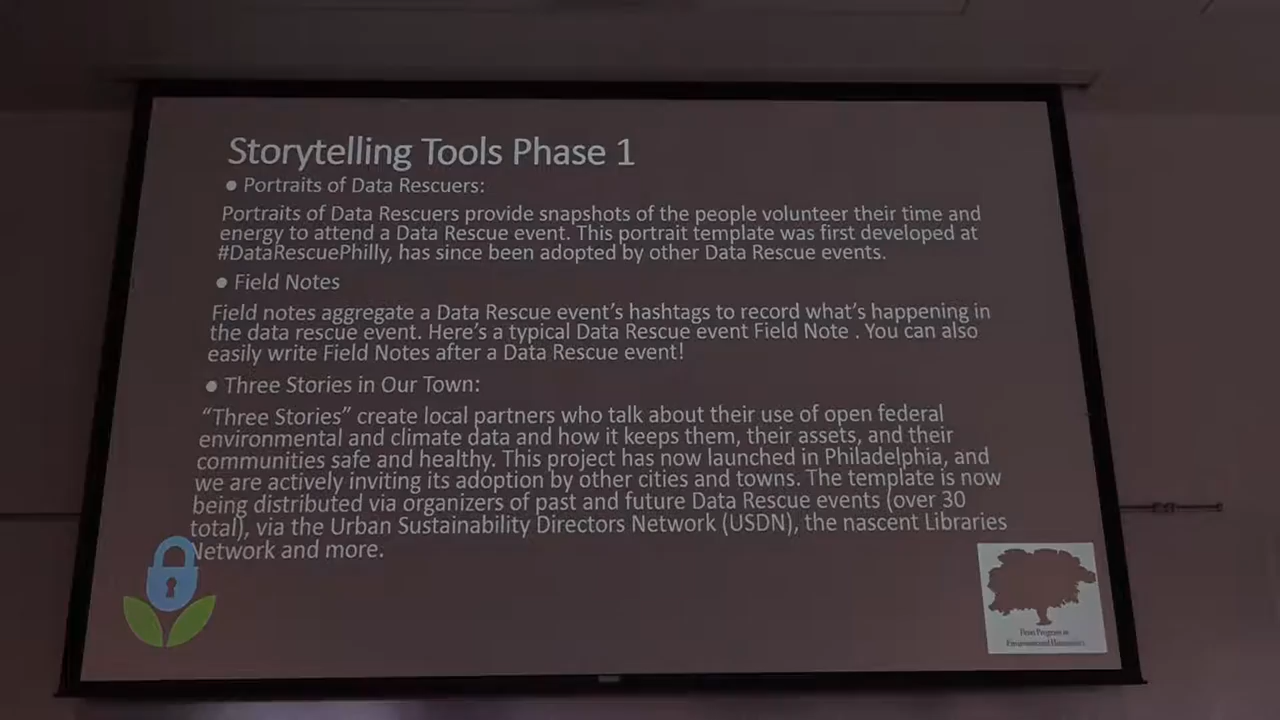 Storytelling Tools Phase 1
● Portraits of Data Rescuers:
Portraits of Data Rescuers provide snapshots of the people volunteer their time and
energy to attend a Data Rescue event. This portrait template was first developed at
#DataRescuePhilly, has since been adopted by other Data Rescue events.
● Field Notes
Field notes aggregate a Data Rescue event's hashtags to record what's happening in
the data rescue event. Here's a typical Data Rescue event Field Note . You can also
easily write Field Notes after a Data Rescue event!
● Three Stories in Our Town:
“Three Stories” create local partners who talk about their use of open federal
environmental and climate data and how it keeps them, their assets, and their
communities safe and healthy. This project has now launched in Philadelphia, and
we are actively inviting its adoption by other cities and towns. The template is now
being distributed via organizers of past and future Data Rescue events (over 30
total), via the Urban Sustainability Directors Network (USDN), the nascent Libraries
Network and more.
Penn Program in
Environmental Humanities